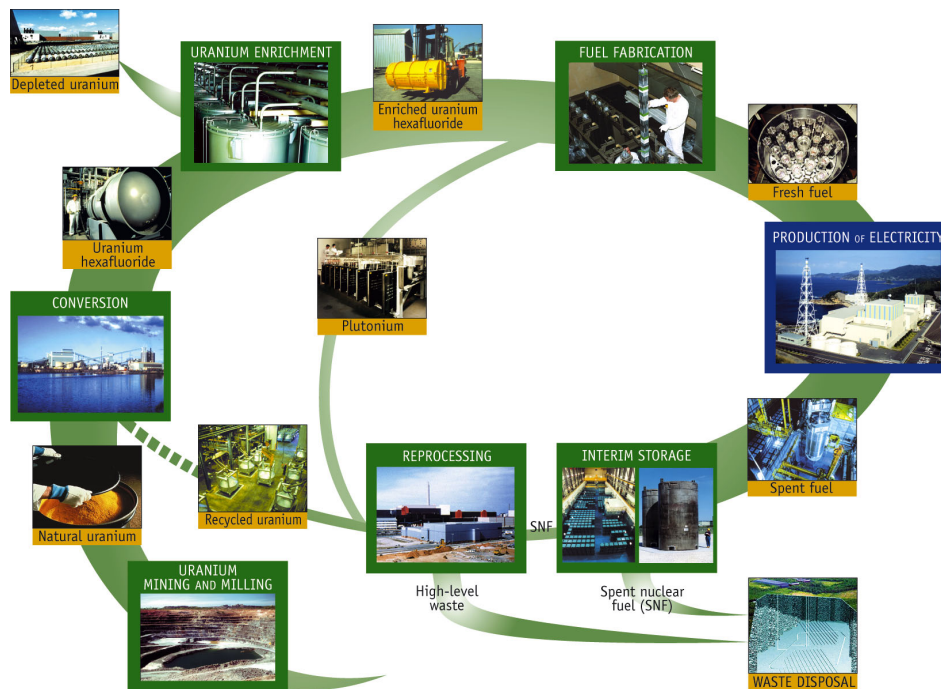 URANIUM ENRICHMENT
FUEL FABRICATION
Depleted uranium
Enriched uranium
hexafluoride
Fresh fuel
PRODUCTION OF ELECTRICITY
Uranium
hexafluoride
CONVERSION
Plutonium
Natural uranium
Recycled uranium
REPROCESSING
SNF
INTERIM STORAGE
Spent fuel
URANIUM
MINING AND MILLING
High-level
waste
Spent nuclear
fuel (SNF)
WASTE DISPOSAL